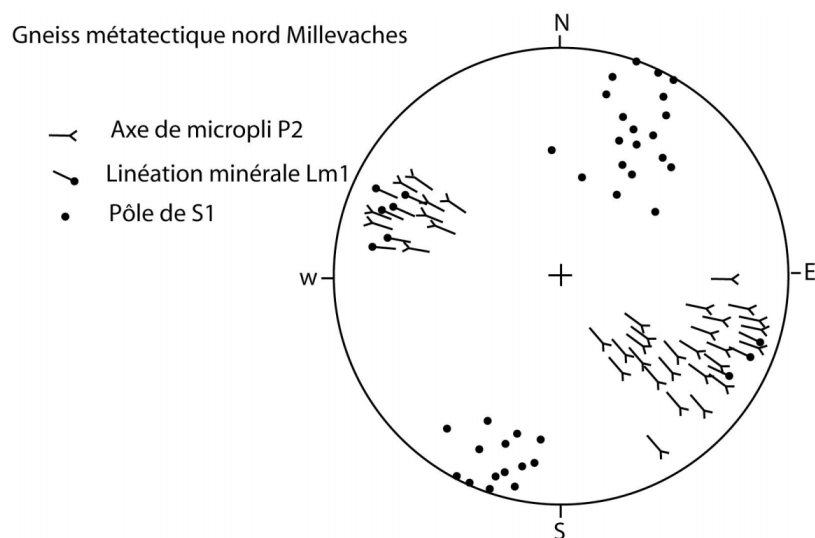 Gneiss métatectique nord Millevaches
N
Axe de micropli P2
Linéation minérale Lm1
Pôle de S1
W
E
S